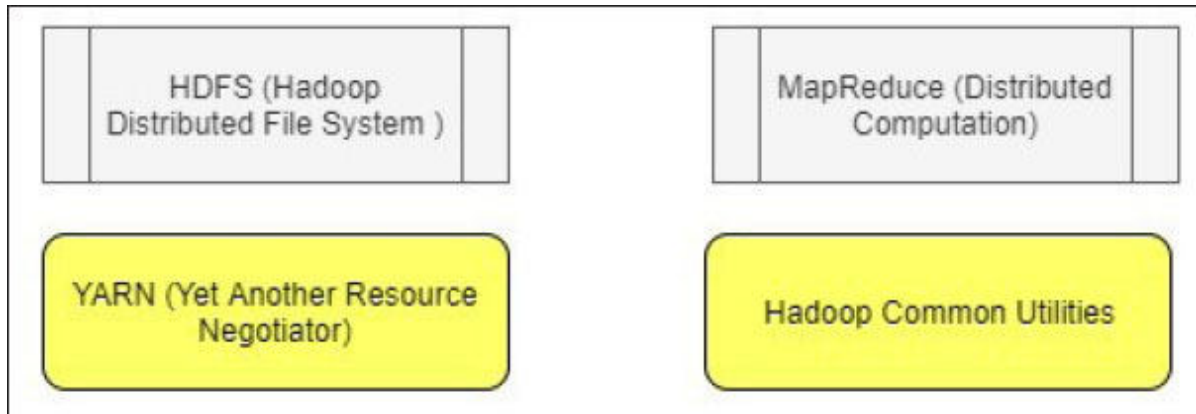 HDFS (Hadoop
Distributed File System )
MapReduce (Distributed
Computation)
YARN (Yet Another Resource
Negotiator)
Hadoop Common Utilities